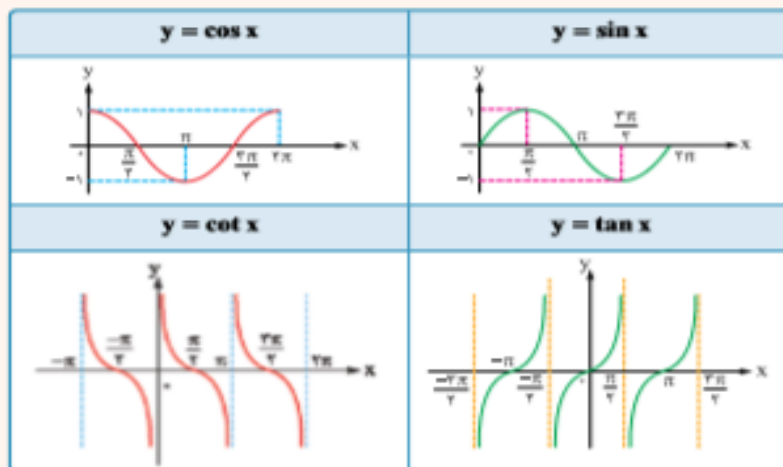 y = cos x
y = sin x
y
۱
π
x
۰
π/۲ ۳π/۲ ۲π
−۱
y
۱
۳π/۲
π
x
۰
π/۲ ۲π
−۱
y = cot x
y = tan x
y
−π −π/۲ π/۲ π ۳π/۲ ۲π x
۰
y
−π
x
−۳π/۲ −π/۲ ۰ π/۲ π ۳π/۲